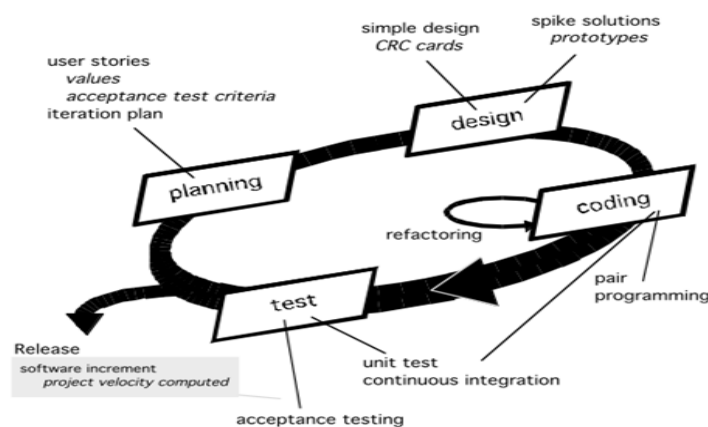 simple design
CRC cards
spike solutions
prototypes
user stories
values
acceptance test criteria
iteration plan
design
planning
coding
refactoring
test
pair
programming
Release
software increment
project velocity computed
unit test
continuous integration
acceptance testing